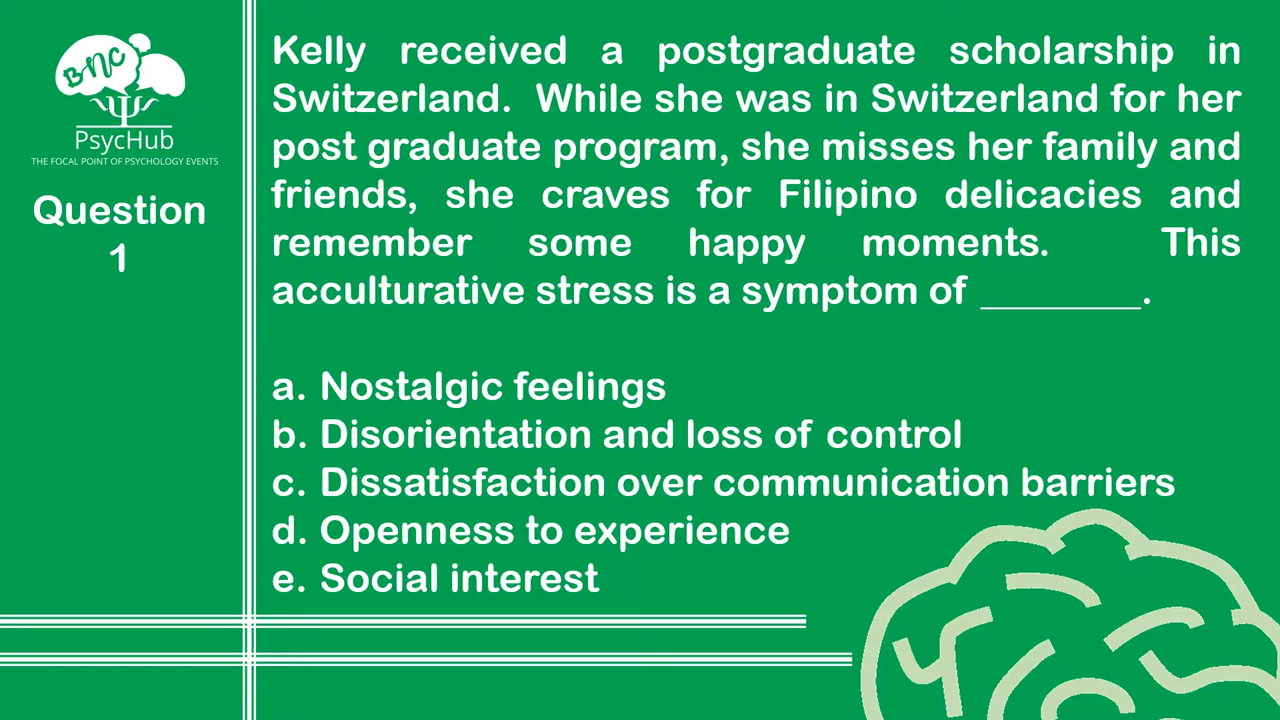 BNC
PsycHub
THE FOCAL POINT OF PSYCHOLOGY EVENTS
Question
1
Kelly received a postgraduate scholarship in
Switzerland. While she was in Switzerland for her
post graduate program, she misses her family and
friends, she craves for Filipino delicacies and
remember some happy moments. This
acculturative stress is a symptom of ________.
a. Nostalgic feelings
b. Disorientation and loss of control
c. Dissatisfaction over communication barriers
d. Openness to experience
e. Social interest